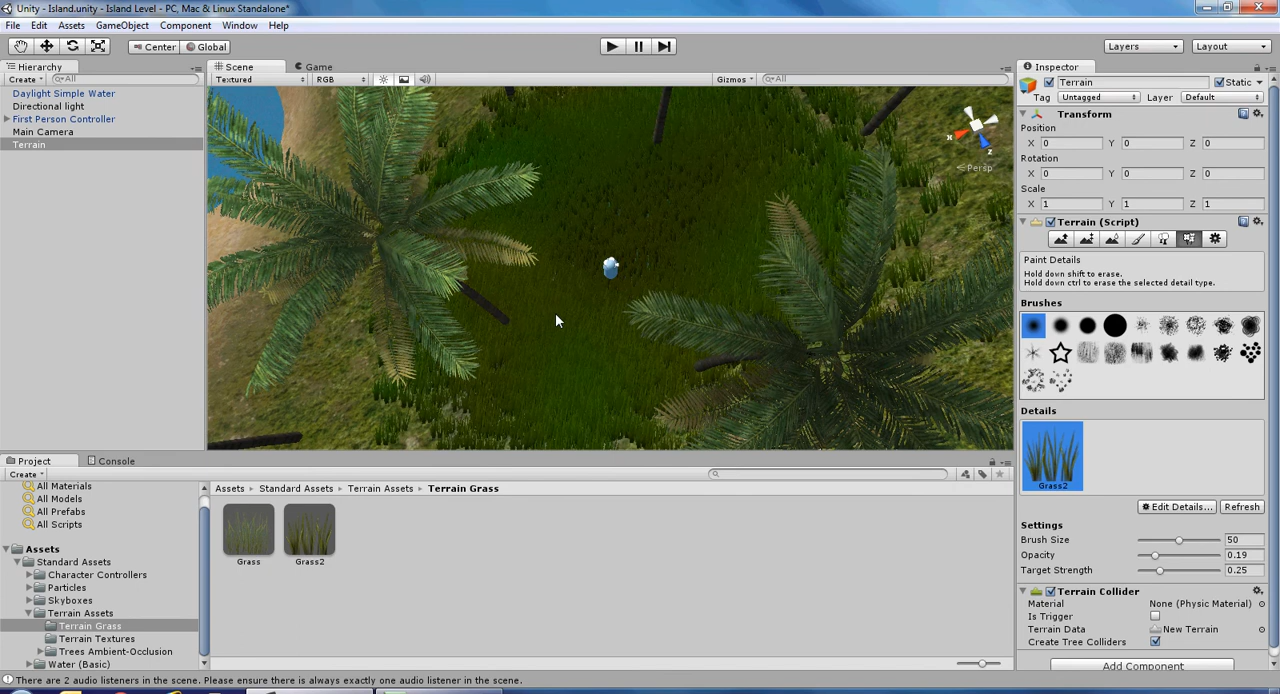 Unity - Island.unity - Island Level - PC, Mac & Linux Standalone*
File Edit Assets GameObject Component Window Help
Center Global Layers Layout
Hierarchy
Create All
Daylight Simple Water
Directional light
First Person Controller
Main Camera
Terrain
Scene Game
Textured RGB Gizmos All
x
z
Persp
Inspector
Terrain Static
Tag Untagged Layer Default
Transform
Position
X 0 Y 0 Z 0
Rotation
X 0 Y 0 Z 0
Scale
X 1 Y 1 Z 1
Terrain (Script)
Paint Details
Hold down shift to erase.
Hold down ctrl to erase the selected detail type.
Brushes
Details
Grass2
Edit Details... Refresh
Settings
Brush Size 50
Opacity 0.19
Target Strength 0.25
Terrain Collider
Material None (Physic Material)
Is Trigger
Terrain Data New Terrain
Create Tree Colliders
Add Component
Project Console
Create
All Materials
All Models
All Prefabs
All Scripts
Assets
Standard Assets
Character Controllers
Particles
Skyboxes
Terrain Assets
Terrain Grass
Terrain Textures
Trees Ambient-Occlusion
Water (Basic)
Assets Standard Assets Terrain Assets Terrain Grass
Grass Grass2
There are 2 audio listeners in the scene. Please ensure there is always exactly one audio listener in the scene.